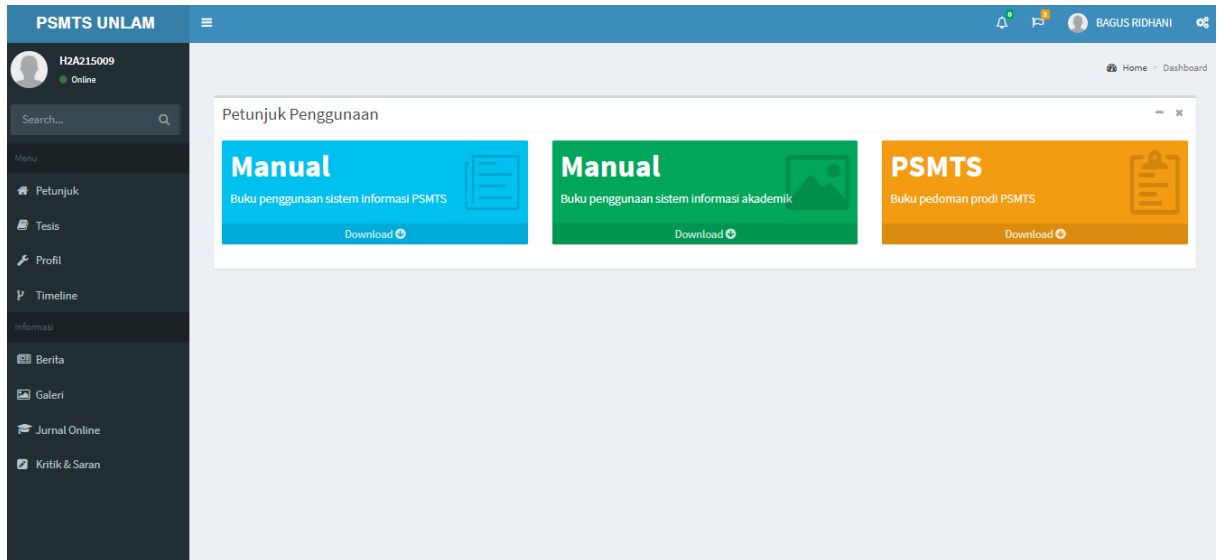 PSMTS UNLAM
0
2
BAGUS RIDHANI
H2A215009
Online
Home > Dashboard
Search...
Menu
Petunjuk
Tesis
Profil
Timeline
Informasi
Berita
Galeri
Jurnal Online
Kritik & Saran
Petunjuk Penggunaan
Manual
Buku penggunaan sistem informasi PSMTS
Download
Manual
Buku penggunaan sistem informasi akademik
Download
PSMTS
Buku pedoman prodi PSMTS
Download